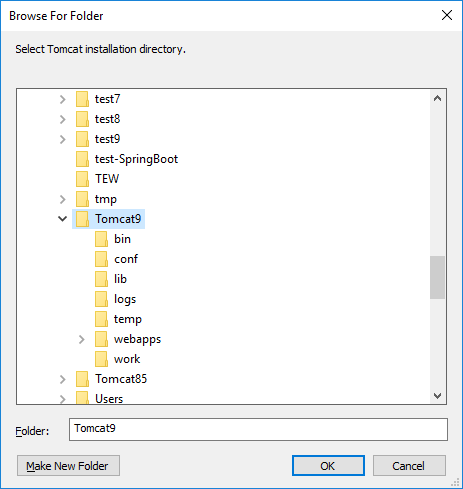 Browse For Folder
Select Tomcat installation directory.
test7
test8
test9
test-SpringBoot
TEW
tmp
Tomcat9
bin
conf
lib
logs
temp
webapps
work
Tomcat85
Users
Folder: Tomcat9
Make New Folder OK Cancel